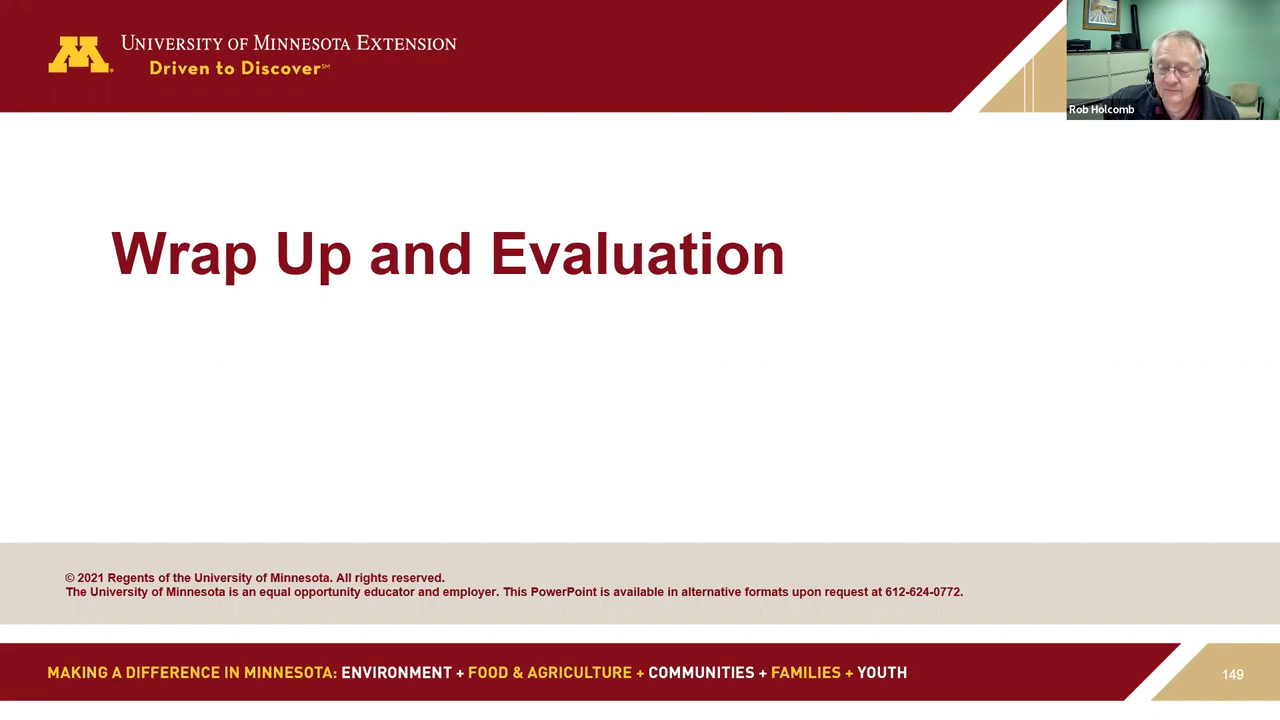 UNIVERSITY OF MINNESOTA EXTENSION
Driven to Discover℠
Rob Holcomb
Wrap Up and Evaluation
© 2021 Regents of the University of Minnesota. All rights reserved.
The University of Minnesota is an equal opportunity educator and employer. This PowerPoint is available in alternative formats upon request at 612-624-0772.
MAKING A DIFFERENCE IN MINNESOTA: ENVIRONMENT + FOOD & AGRICULTURE + COMMUNITIES + FAMILIES + YOUTH
149